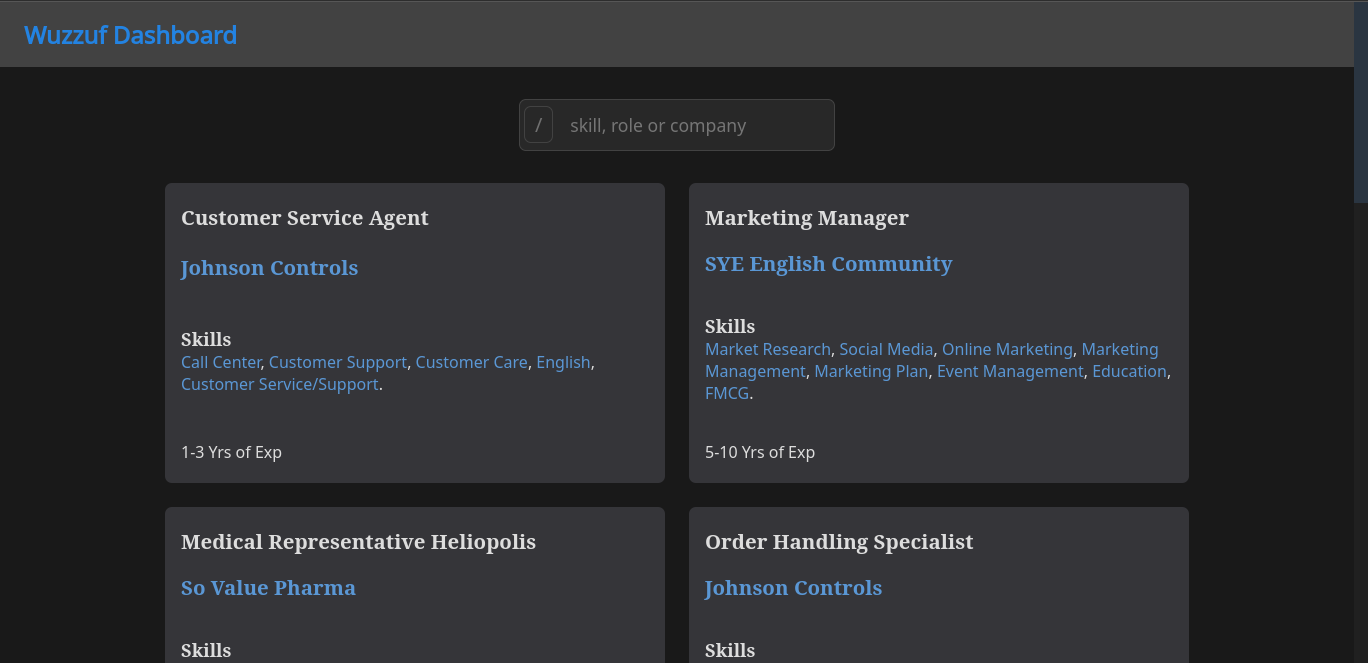 Wuzzuf Dashboard
/ skill, role or company
Customer Service Agent
Johnson Controls
Skills
Call Center, Customer Support, Customer Care, English,
Customer Service/Support.
1-3 Yrs of Exp
Marketing Manager
SYE English Community
Skills
Market Research, Social Media, Online Marketing, Marketing
Management, Marketing Plan, Event Management, Education,
FMCG.
5-10 Yrs of Exp
Medical Representative Heliopolis
So Value Pharma
Skills
Order Handling Specialist
Johnson Controls
Skills